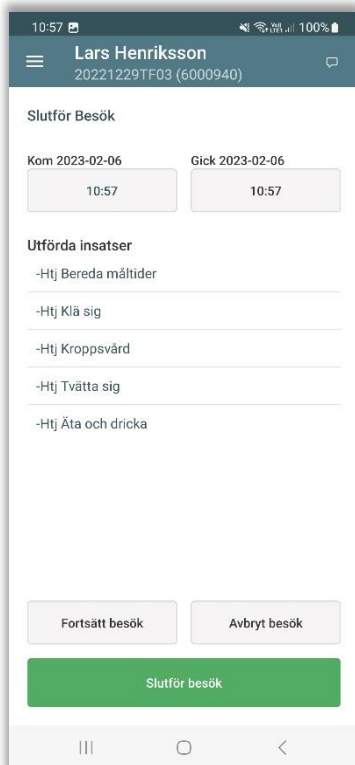 10:57 100%
Lars Henriksson
20221229TF03 (6000940)
Slutför Besök
Kom 2023-02-06 Gick 2023-02-06
10:57 10:57
Utförda insatser
-Htj Bereda måltider
-Htj Klä sig
-Htj Kroppsvård
-Htj Tvätta sig
-Htj Äta och dricka
Fortsätt besök Avbryt besök
Slutför besök